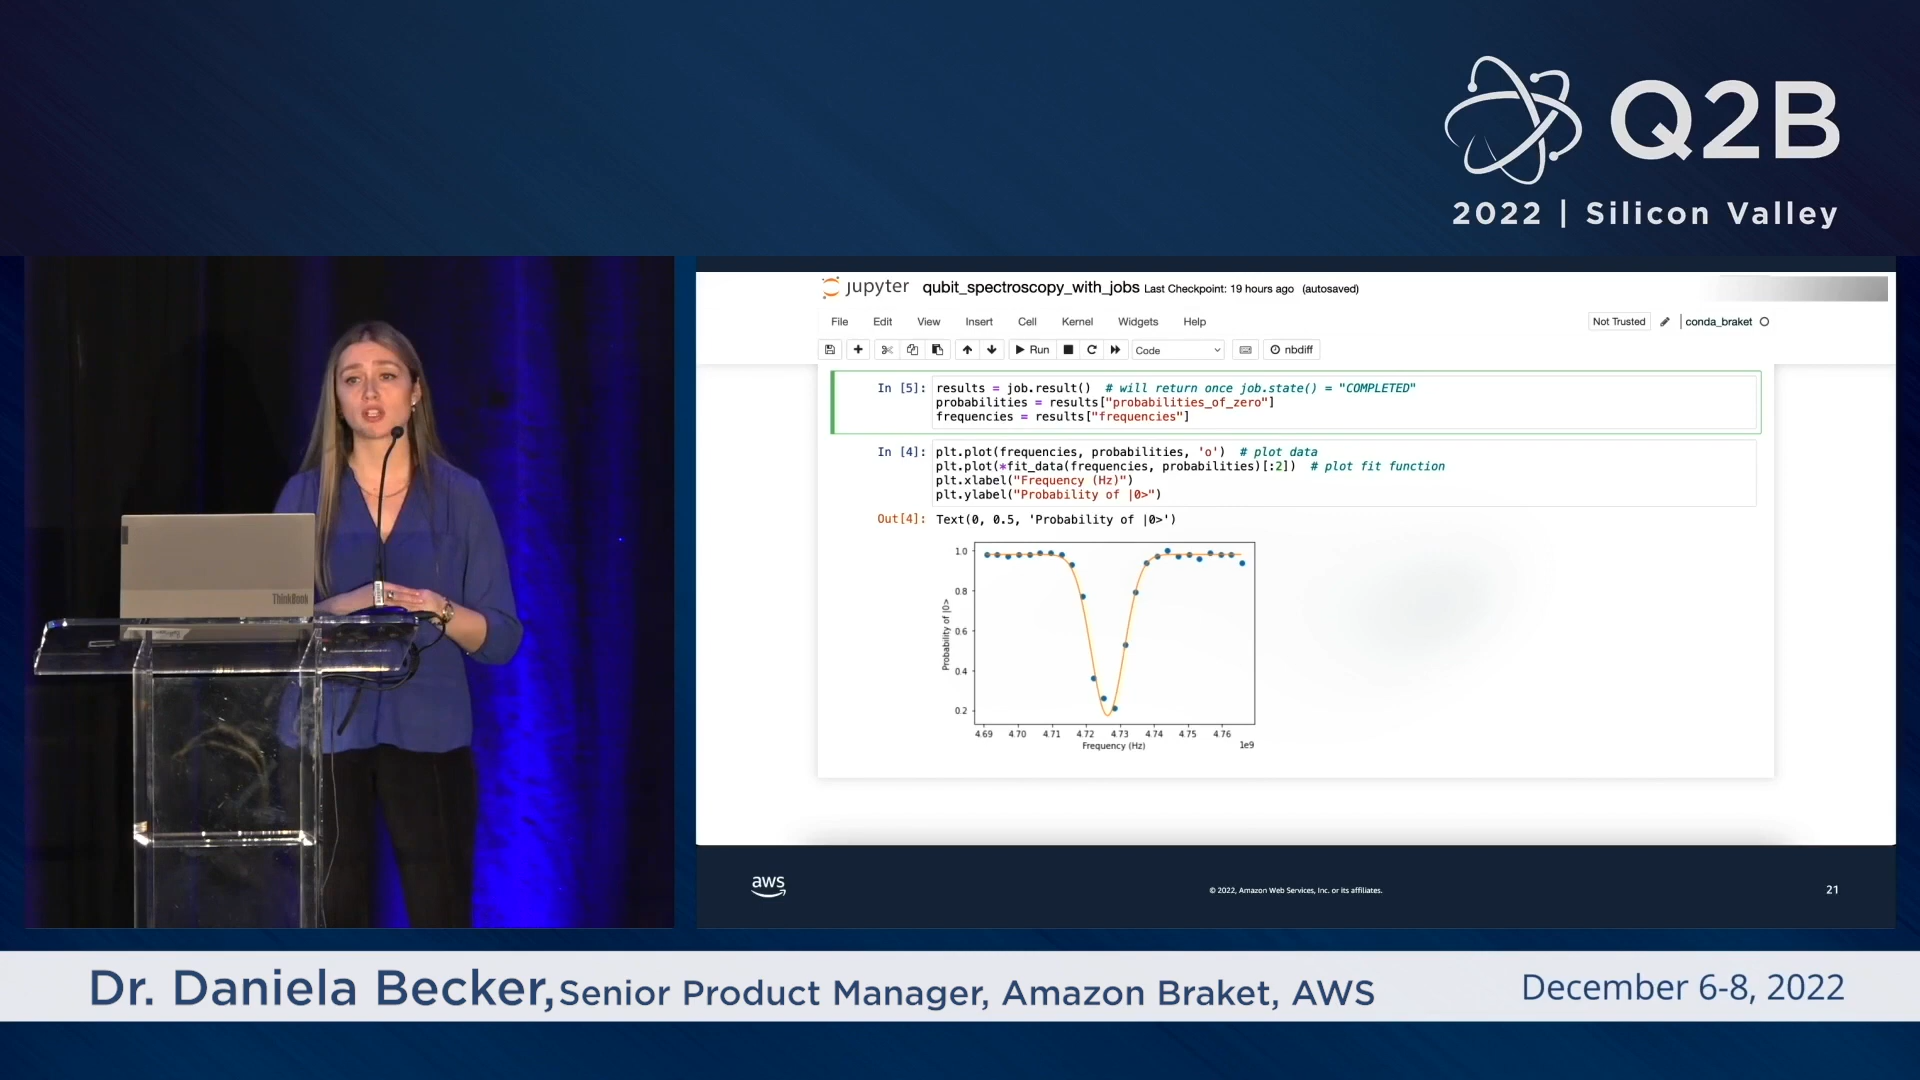 Q2B
2022 | Silicon Valley
jupyter qubit_spectroscopy_with_jobs Last Checkpoint: 19 hours ago (autosaved)
File Edit View Insert Cell Kernel Widgets Help
Not Trusted conda_braket
Run Code nbdiff
In [5]: results = job.result() # will return once job.state() = "COMPLETED"
probabilities = results["probabilities_of_zero"]
frequencies = results["frequencies"]
In [4]: plt.plot(frequencies, probabilities, 'o') # plot data
plt.plot(*fit_data(frequencies, probabilities)[:2]) # plot fit function
plt.xlabel("Frequency (Hz)")
plt.ylabel("Probability of |0>")
Out[4]: Text(0, 0.5, 'Probability of |0>')
Probability of |0>
1.0
0.8
0.6
0.4
0.2
4.69 4.70 4.71 4.72 4.73 4.74 4.75 4.76
Frequency (Hz) 1e9
ThinkBook
aws
© 2022, Amazon Web Services, Inc. or its affiliates.
21
Dr. Daniela Becker, Senior Product Manager, Amazon Braket, AWS
December 6-8, 2022